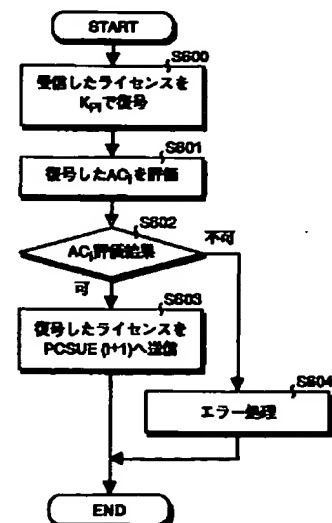 START
S600
受信したライセンスを
KPiで復号
S601
復号したACiを評価
S602
ACi評価結果
不可
可
S603
復号したライセンスを
PCSUE (i+1)へ送信
S604
エラー処理
END